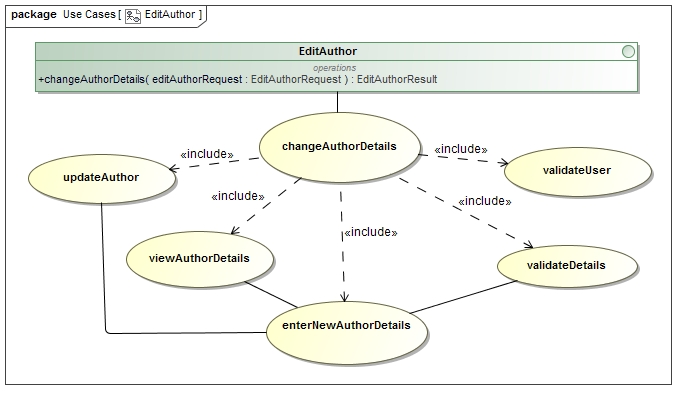 package Use Cases [ EditAuthor ]
EditAuthor
operations
+changeAuthorDetails( editAuthorRequest : EditAuthorRequest ) : EditAuthorResult
changeAuthorDetails
«include»
«include»
updateAuthor
validateUser
«include»
«include»
«include»
viewAuthorDetails
validateDetails
enterNewAuthorDetails